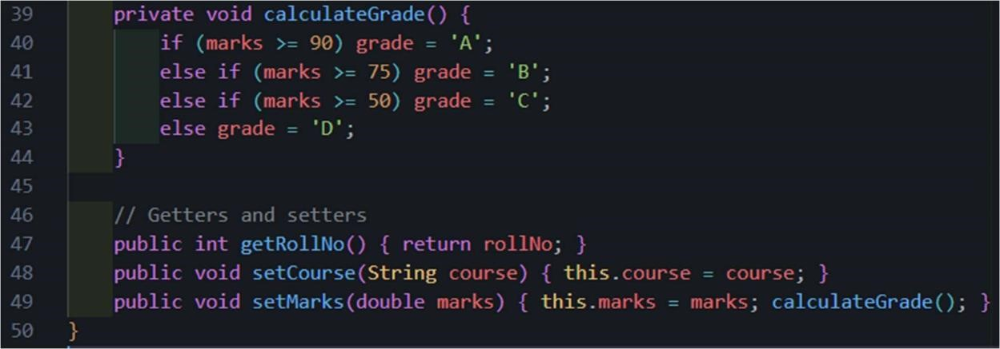 39 private void calculateGrade() {
40 if (marks >= 90) grade = 'A';
41 else if (marks >= 75) grade = 'B';
42 else if (marks >= 50) grade = 'C';
43 else grade = 'D';
44 }
45
46 // Getters and setters
47 public int getRollNo() { return rollNo; }
48 public void setCourse(String course) { this.course = course; }
49 public void setMarks(double marks) { this.marks = marks; calculateGrade(); }
50 }